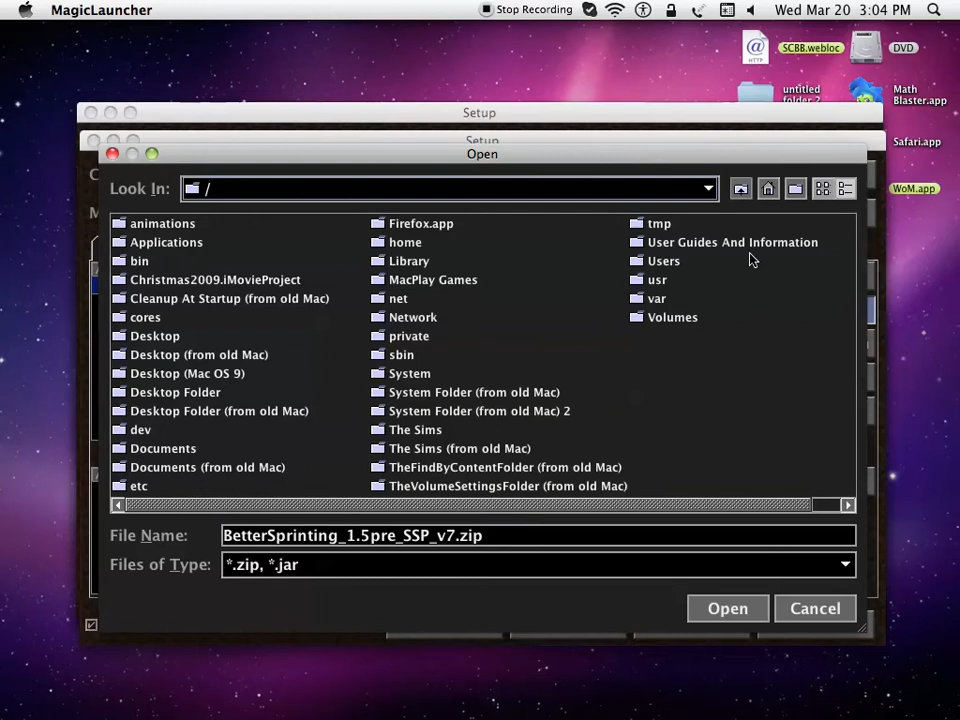 MagicLauncher
Stop Recording
Wed Mar 20 3:04 PM
SCBB.webloc
DVD
untitled
folder 2
Math
Blaster.app
Setup
Setup
Safari.app
Open
Look In:
/
WoM.app
animations
Applications
bin
Christmas2009.iMovieProject
Cleanup At Startup (from old Mac)
cores
Desktop
Desktop (from old Mac)
Desktop (Mac OS 9)
Desktop Folder
Desktop Folder (from old Mac)
dev
Documents
Documents (from old Mac)
etc
Firefox.app
home
Library
MacPlay Games
net
Network
private
sbin
System
System Folder (from old Mac)
System Folder (from old Mac) 2
The Sims
The Sims (from old Mac)
TheFindByContentFolder (from old Mac)
TheVolumeSettingsFolder (from old Mac)
tmp
User Guides And Information
Users
usr
var
Volumes
File Name:
BetterSprinting_1.5pre_SSP_v7.zip
Files of Type:
*.zip, *.jar
Open
Cancel